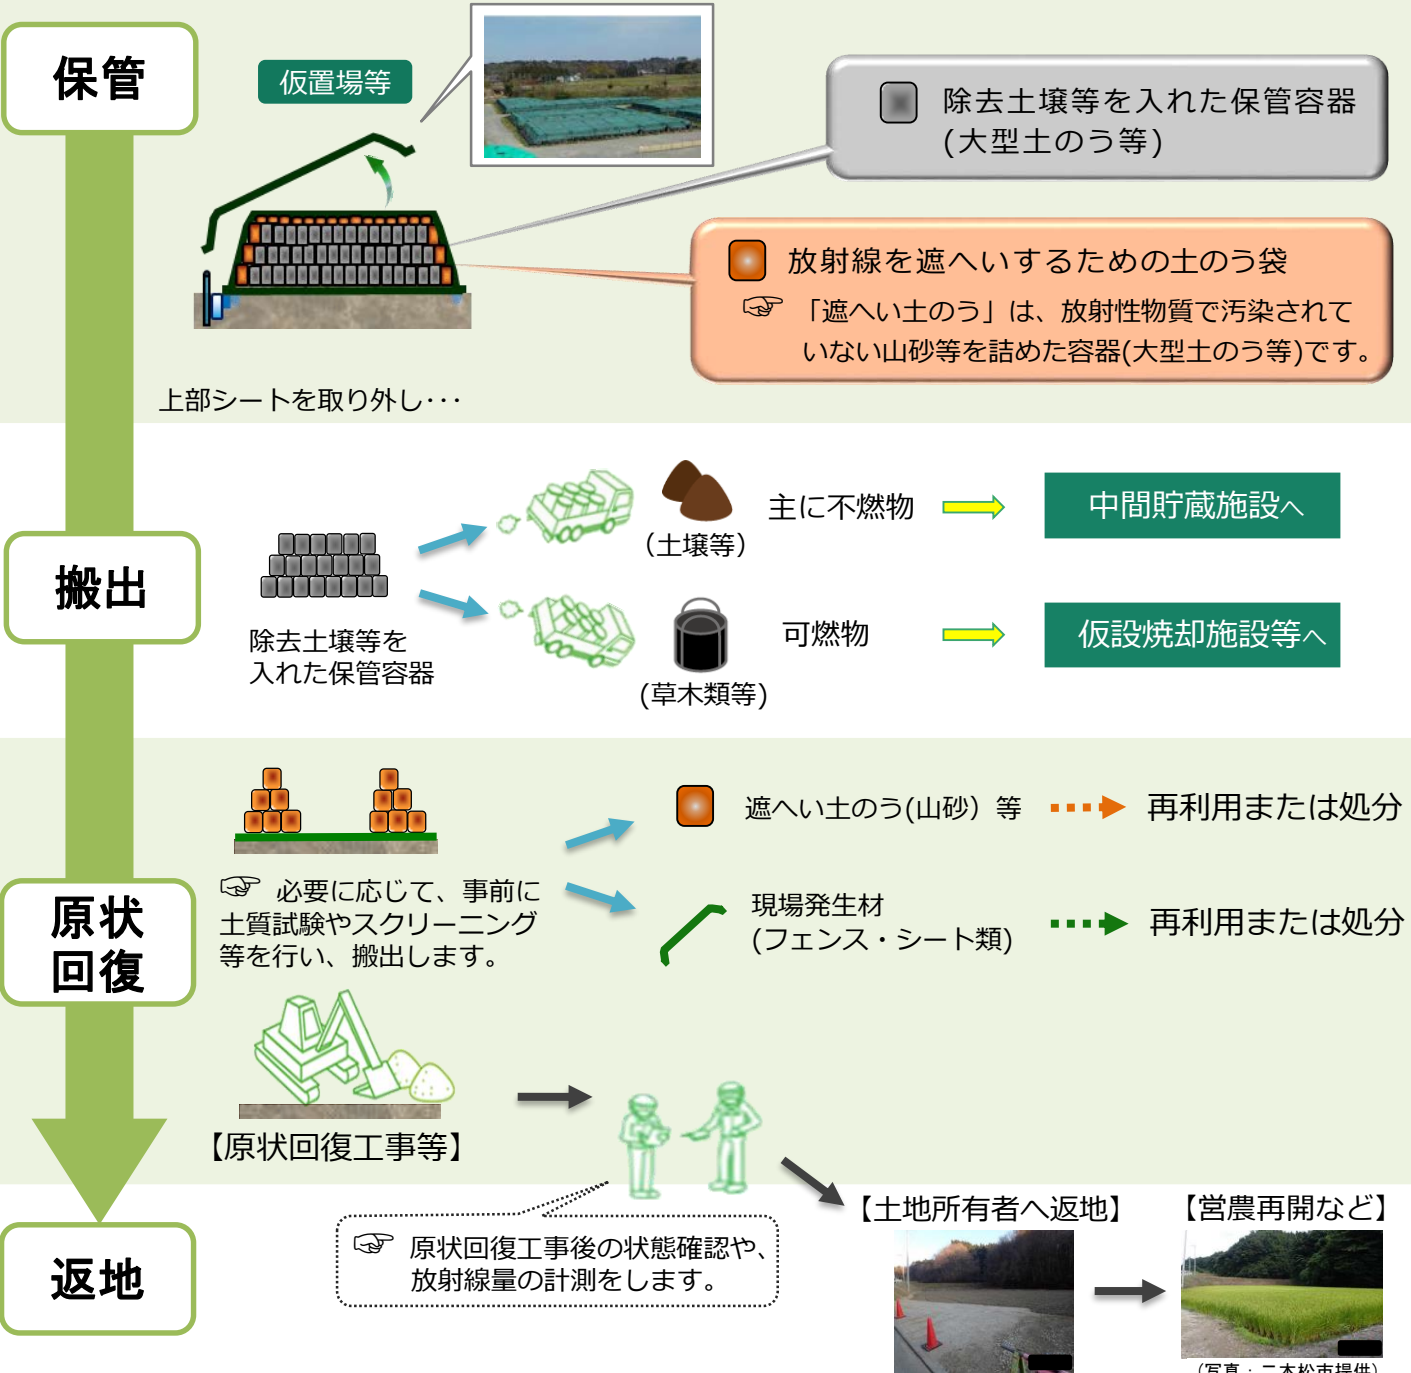 保管
仮置場等
除去土壌等を入れた保管容器
(大型土のう等)
放射線を遮へいするための土のう袋
☞ 「遮へい土のう」は、放射性物質で汚染されて
いない山砂等を詰めた容器(大型土のう等)です。
上部シートを取り外し･･･
搬出
除去土壌等を
入れた保管容器
(土壌等)
主に不燃物
中間貯蔵施設へ
(草木類等)
可燃物
仮設焼却施設等へ
原状
回復
☞ 必要に応じて、事前に
土質試験やスクリーニング
等を行い、搬出します。
遮へい土のう(山砂）等
再利用または処分
現場発生材
(フェンス・シート類)
再利用または処分
【原状回復工事等】
☞ 原状回復工事後の状態確認や、
放射線量の計測をします。
返地
【土地所有者へ返地】
【営農再開など】
（写真：二本松市提供）